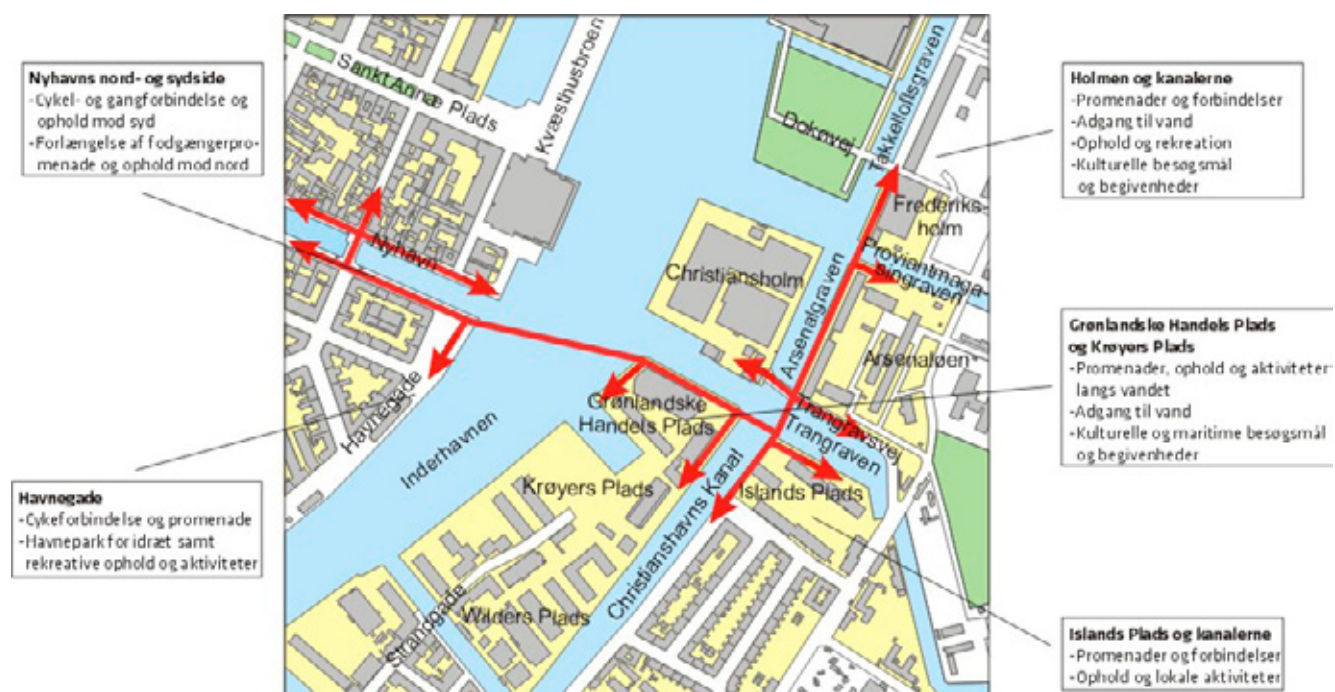 Nyhavns nord- og sydside
-Cykel- og gangforbindelse og
ophold mod syd
-Forlængelse af fodgængerpro-
menade og ophold mod nord
Havnegade
-Cykeforbindelse og promenade
-Havnepark for idræt samt
rekreative ophold og aktiviteter
Sankt Annæ Plads
Kvæsthusbroen
Nyhavn
Havnegade
Inderhavnen
Dokøvej
Takkelloftsgraven
Frederiks-
holm
Proviantmaga-
singraven
Christiansholm
Arsenalgraven
Arsenaløen
Grønlandske
Handels Plads
Trangravsvej
Trangraven
Krøyers Plads
Islands Plads
Christianshavns Kanal
Wilders Plads
Strandgade
Holmen og kanalerne
-Promenader og forbindelser
-Adgang til vand
-Ophold og rekreation
-Kulturelle besøgsmål
og begivenheder
Grønlandske Handels Plads
og Krøyers Plads
-Promenader, ophold og aktiviteter
langs vandet
-Adgang til vand
-Kulturelle og maritime besøgsmål
og begivenheder
Islands Plads og kanalerne
-Promenader og forbindelser
-Ophold og lokale aktiviteter